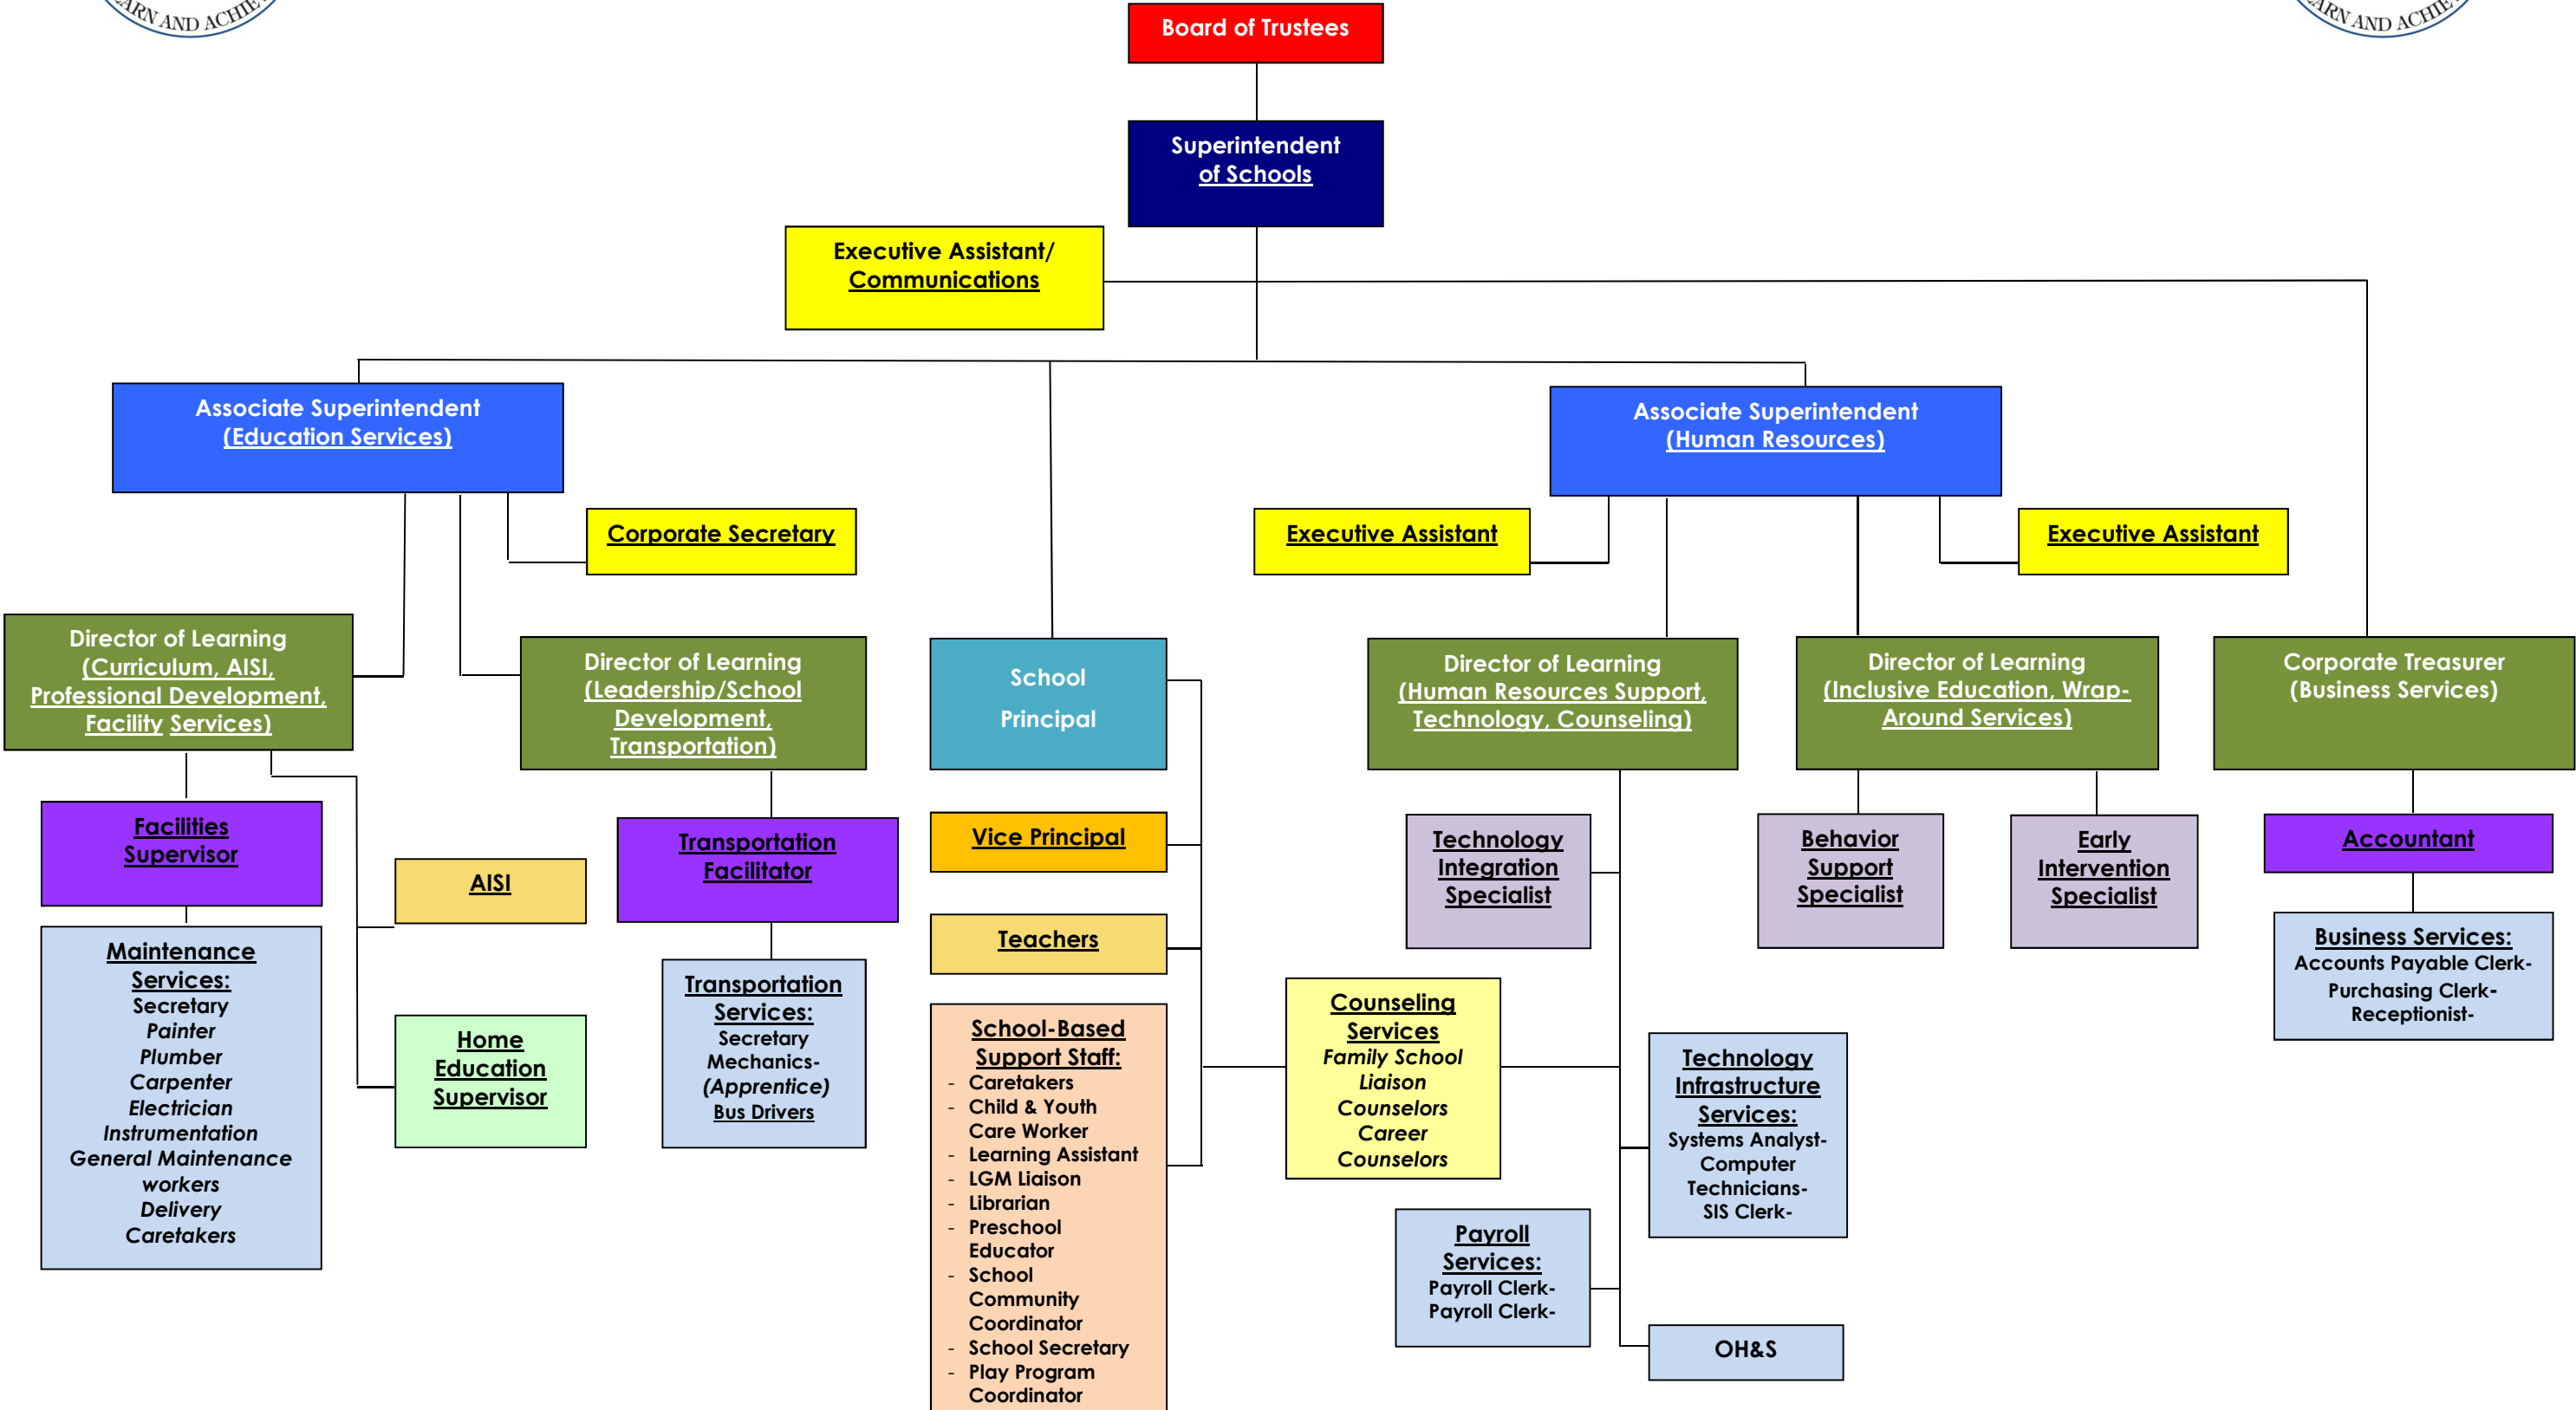 ARN AND ACHIE
ARN AND ACHIE
Board of Trustees
Superintendent
of Schools
Executive Assistant/
Communications
Associate Superintendent
(Education Services)
Associate Superintendent
(Human Resources)
Corporate Secretary
Executive Assistant
Executive Assistant
Director of Learning
(Curriculum, AISI,
Professional Development,
Facility Services)
Director of Learning
(Leadership/School
Development,
Transportation)
School
Principal
Director of Learning
(Human Resources Support,
Technology, Counseling)
Director of Learning
(Inclusive Education, Wrap-
Around Services)
Corporate Treasurer
(Business Services)
Facilities
Supervisor
AISI
Transportation
Facilitator
Vice Principal
Technology
Integration
Specialist
Behavior
Support
Specialist
Early
Intervention
Specialist
Accountant
Maintenance
Services:
Secretary
Painter
Plumber
Carpenter
Electrician
Instrumentation
General Maintenance
workers
Delivery
Caretakers
Home
Education
Supervisor
Transportation
Services:
Secretary
Mechanics-
(Apprentice)
Bus Drivers
Teachers
School-Based
Support Staff:
- Caretakers
- Child & Youth
Care Worker
- Learning Assistant
- LGM Liaison
- Librarian
- Preschool
Educator
- School
Community
Coordinator
- School Secretary
- Play Program
Coordinator
Counseling
Services
Family School
Liaison
Counselors
Career
Counselors
Technology
Infrastructure
Services:
Systems Analyst-
Computer
Technicians-
SIS Clerk-
Business Services:
Accounts Payable Clerk-
Purchasing Clerk-
Receptionist-
Payroll
Services:
Payroll Clerk-
Payroll Clerk-
OH&S